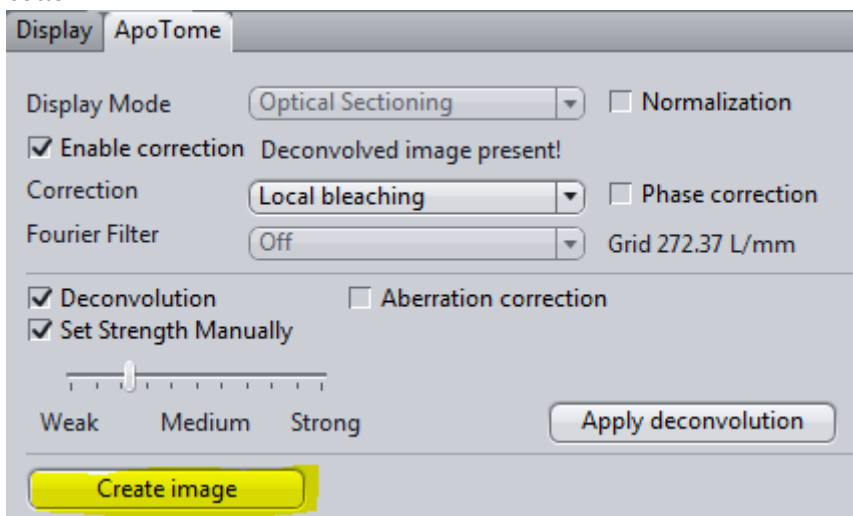 Display ApoTome
Display Mode Optical Sectioning Normalization
Enable correction Deconvolved image present!
Correction Local bleaching Phase correction
Fourier Filter Off Grid 272.37 L/mm
Deconvolution Aberration correction
Set Strength Manually
Weak Medium Strong Apply deconvolution
Create image